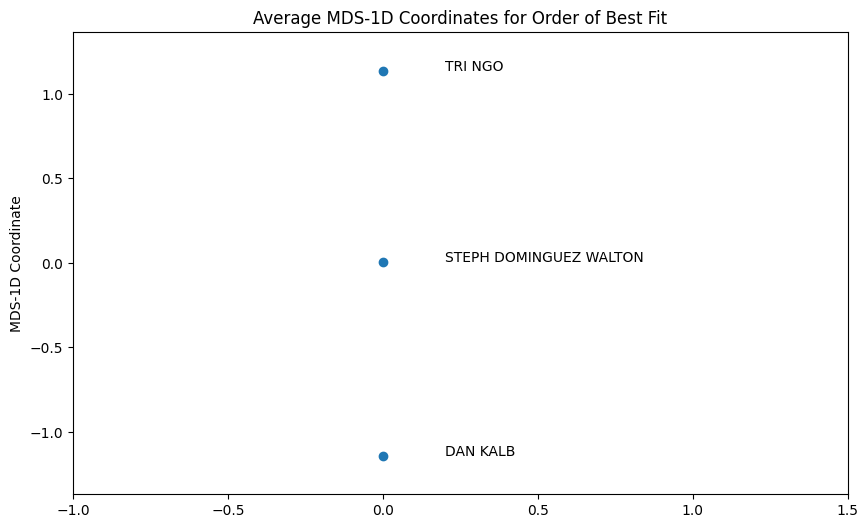 Average MDS-1D Coordinates for Order of Best Fit
MDS-1D Coordinate
1.0
0.5
0.0
−0.5
−1.0
TRI NGO
STEPH DOMINGUEZ WALTON
DAN KALB
−1.0 −0.5 0.0 0.5 1.0 1.5